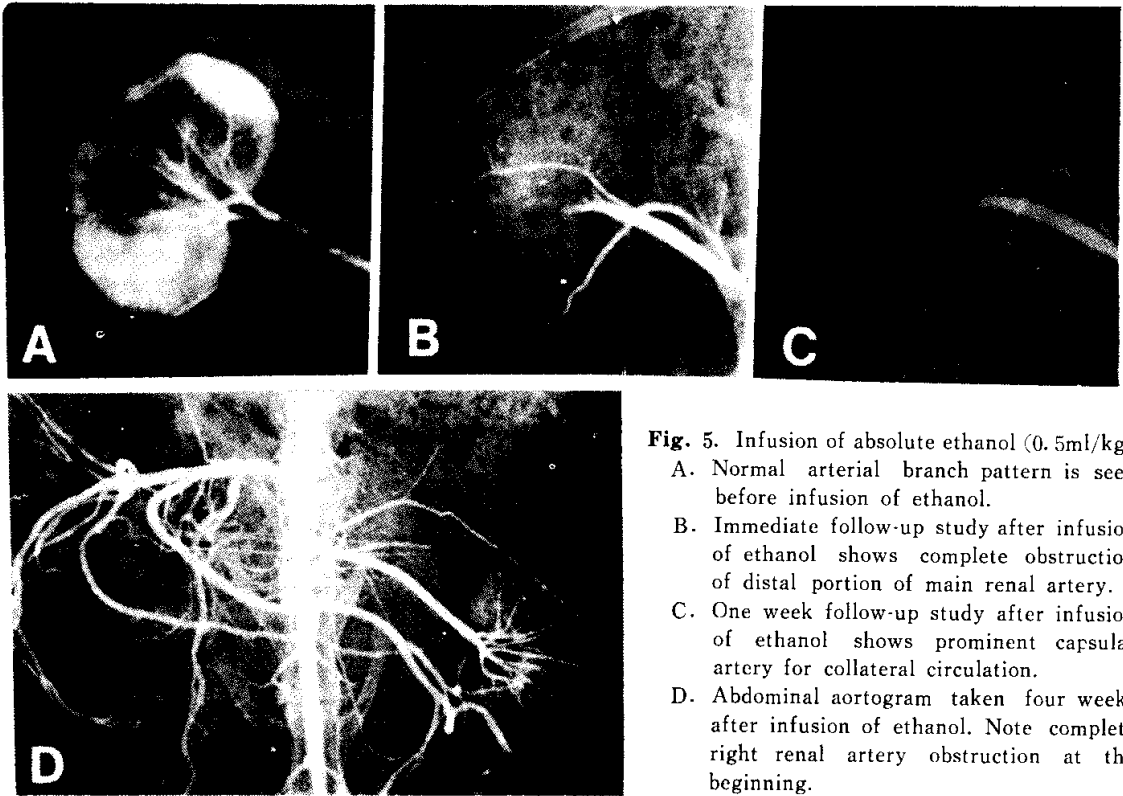 A
B
C
D
Fig. 5. Infusion of absolute ethanol (0. 5ml/kg
A. Normal arterial branch pattern is see
before infusion of ethanol.
B. Immediate follow-up study after infusio
of ethanol shows complete obstructio
of distal portion of main renal artery.
C. One week follow-up study after infusio
of ethanol shows prominent capsula
artery for collateral circulation.
D. Abdominal aortogram taken four week
after infusion of ethanol. Note complet
right renal artery obstruction at th
beginning.